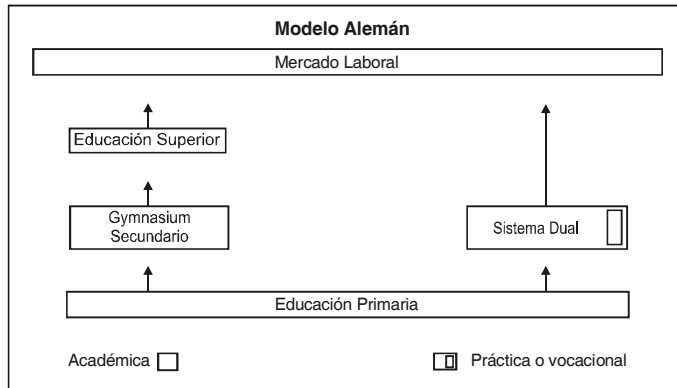 Modelo Alemán
Mercado Laboral
Educación Superior
Gymnasium
Secundario
Sistema Dual
Educación Primaria
Académica
Práctica o vocacional